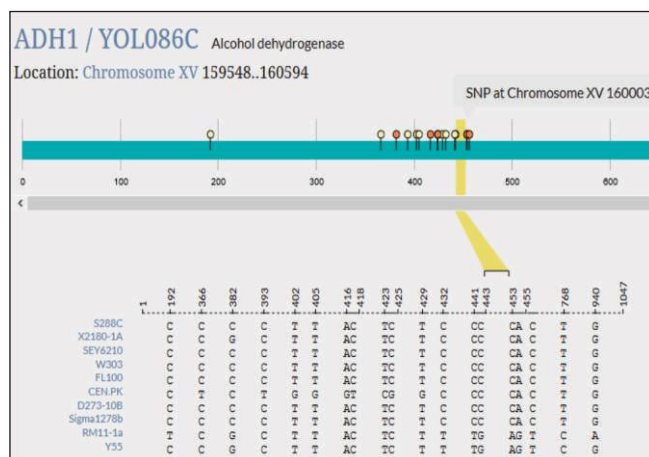 ADH1 / YOL086C Alcohol dehydrogenase
Location: Chromosome XV 159548..160594
SNP at Chromosome XV 160003
0 100 200 300 400 500 600
<
1 192 366 382 393 402 405 416 418 423 425 429 432 441 443 453 455 768 940 1047
S288C C C C C T T AC TC T C CC CA C T G
X2180-1A C C G C T T AC TC T C CC CA C T G
SEY6210 C C C C T T AC TC T C CC CA C T G
W303 C C C C T T AC TC T C CC CA C T G
FL100 C C C C T T AC TC T C CC CA C T G
CEN.PK C T C T G G GT CG G C CC CA C T G
D273-10B C C C C T T AC TC T C CC CA C T G
Sigma1278b C C C C T T AC TC T C CC CA C T G
RM11-1a T C G C T T AC TC T T TG AG T C A
Y55 C C G C T T AC TC T T TG AG T C G